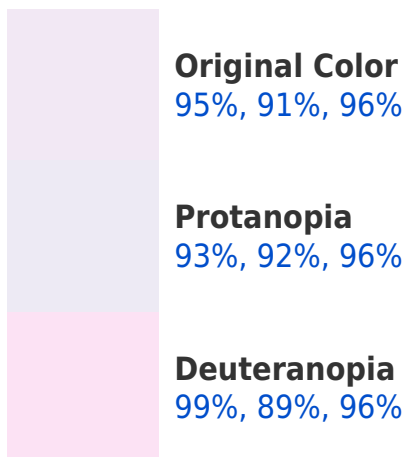 Original Color
95%, 91%, 96%
Protanopia
93%, 92%, 96%
Deuteranopia
99%, 89%, 96%